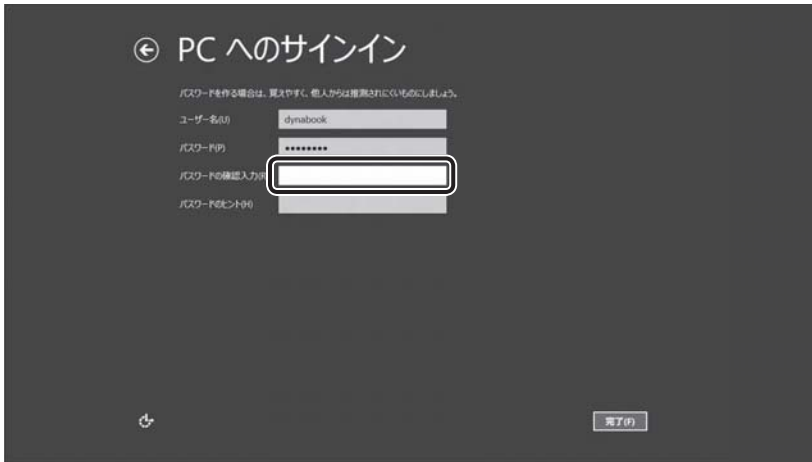 PC へのサインイン
パスワードを作る場合は、覚えやすく、他人からは推測されにくいものにしましょう。
ユーザー名(U)
dynabook
パスワード(P)
••••••••
パスワードの確認入力(R)
パスワードのヒント(H)
完了(F)